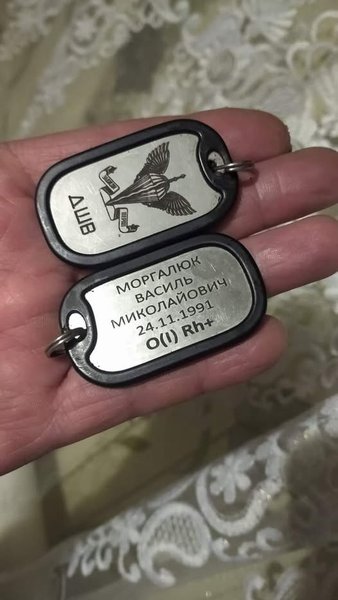 ДШВ
МОРГАЛЮК
ВАСИЛЬ
МИКОЛАЙОВИЧ
24.11.1991
O(I) Rh+